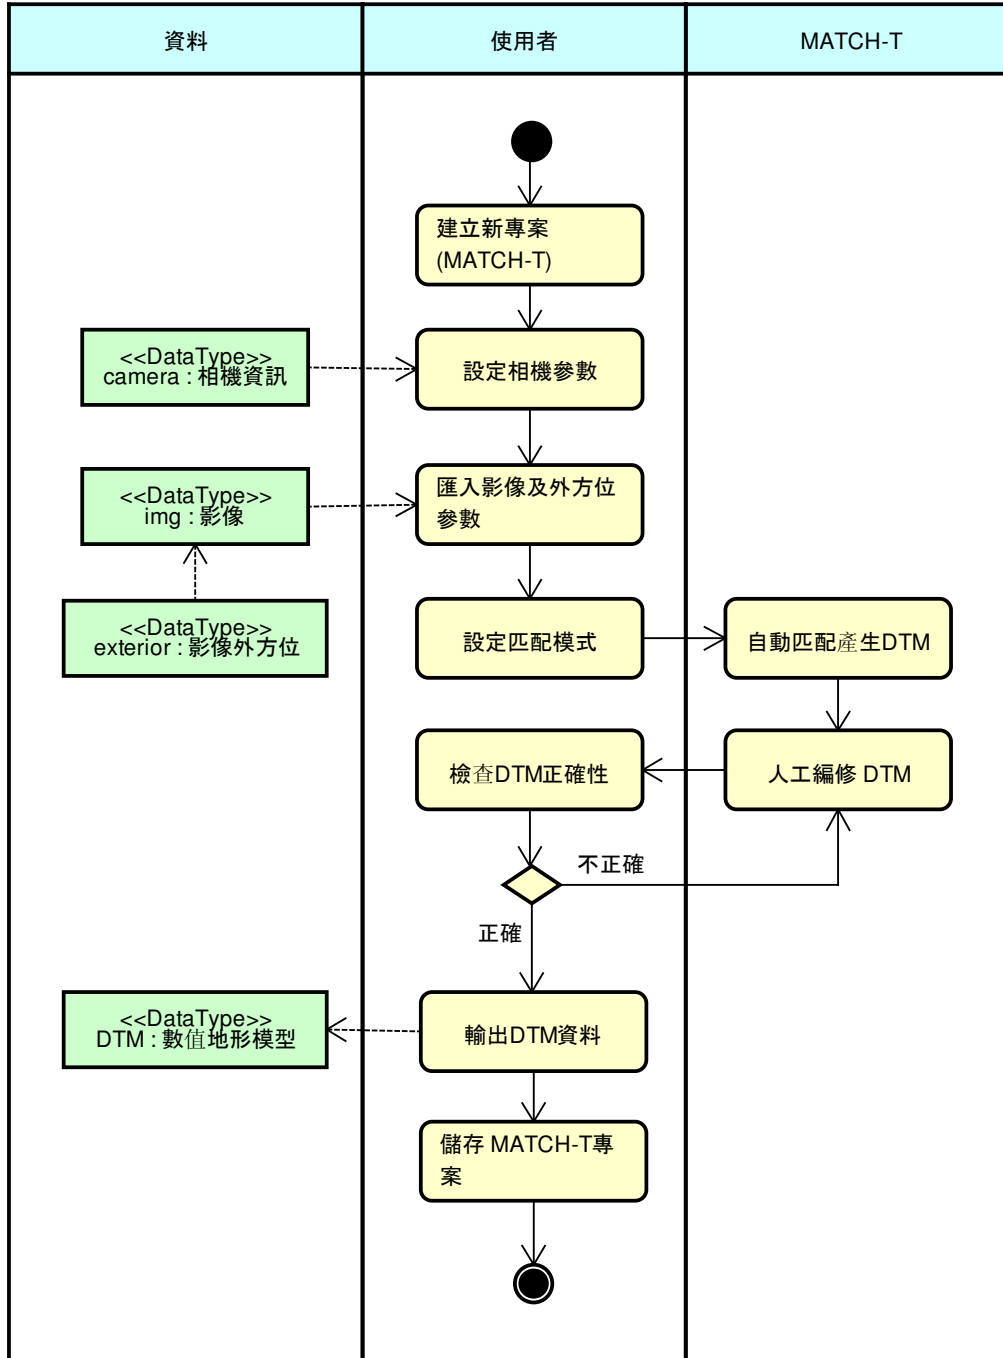 資料
使用者
MATCH-T
建立新專案
(MATCH-T)
<<DataType>>
camera : 相機資訊
設定相機參數
<<DataType>>
img : 影像
匯入影像及外方位
參數
<<DataType>>
exterior : 影像外方位
設定匹配模式
自動匹配產生DTM
檢查DTM正確性
人工編修 DTM
不正確
正確
<<DataType>>
DTM : 數值地形模型
輸出DTM資料
儲存 MATCH-T專
案